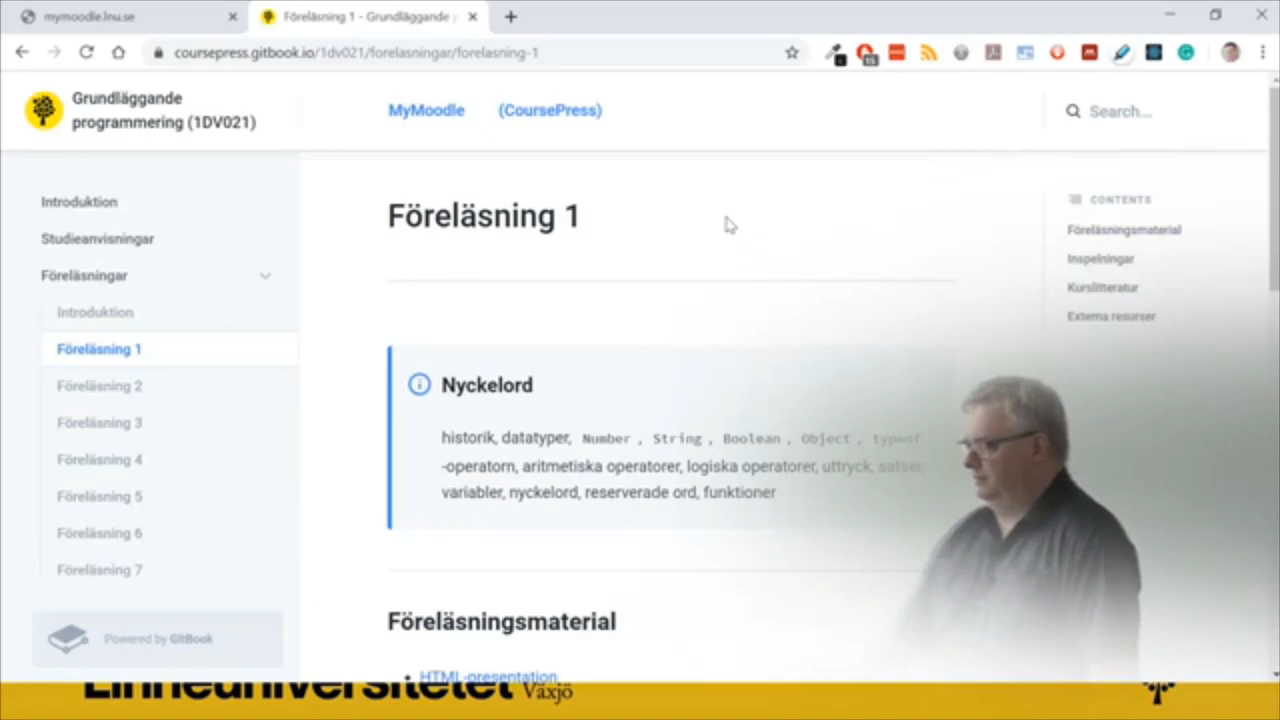 mymoodle.lnu.se
Föreläsning 1 - Grundläggande
coursepress.gitbook.io/1dv021/forelasningar/forelasning-1
Grundläggande
programmering (1DV021)
MyMoodle
(CoursePress)
Search...
Introduktion
Studieanvisningar
Föreläsningar
Introduktion
Föreläsning 1
Föreläsning 2
Föreläsning 3
Föreläsning 4
Föreläsning 5
Föreläsning 6
Föreläsning 7
Powered by GitBook
Föreläsning 1
Nyckelord
historik, datatyper, Number, String, Boolean, Object, typeof
-operatorn, aritmetiska operatorer, logiska operatorer, uttryck, satser,
variabler, nyckelord, reserverade ord, funktioner
Föreläsningsmaterial
HTML-presentation
CONTENTS
Föreläsningsmaterial
Inspelningar
Kurslitteratur
Externa resurser
Linnéuniversitetet Växjö